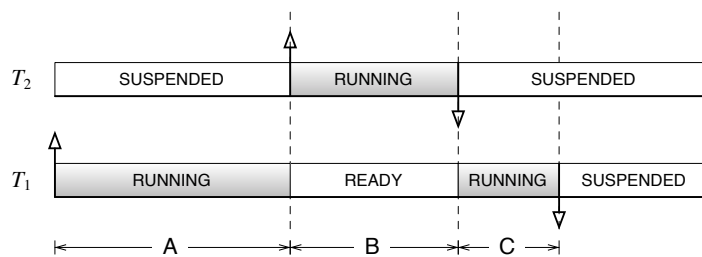 T2 SUSPENDED RUNNING SUSPENDED
T1 RUNNING READY RUNNING SUSPENDED
A B C